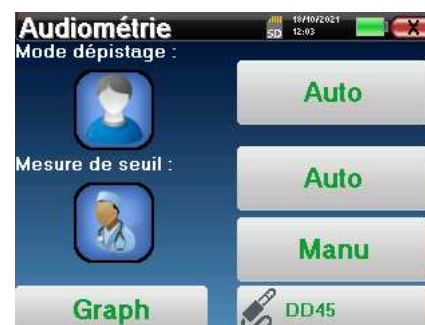 Audiométrie
SD 18/10/2021
12:03
X
Mode dépistage :
Auto
Mesure de seuil :
Auto
Manu
Graph
DD45